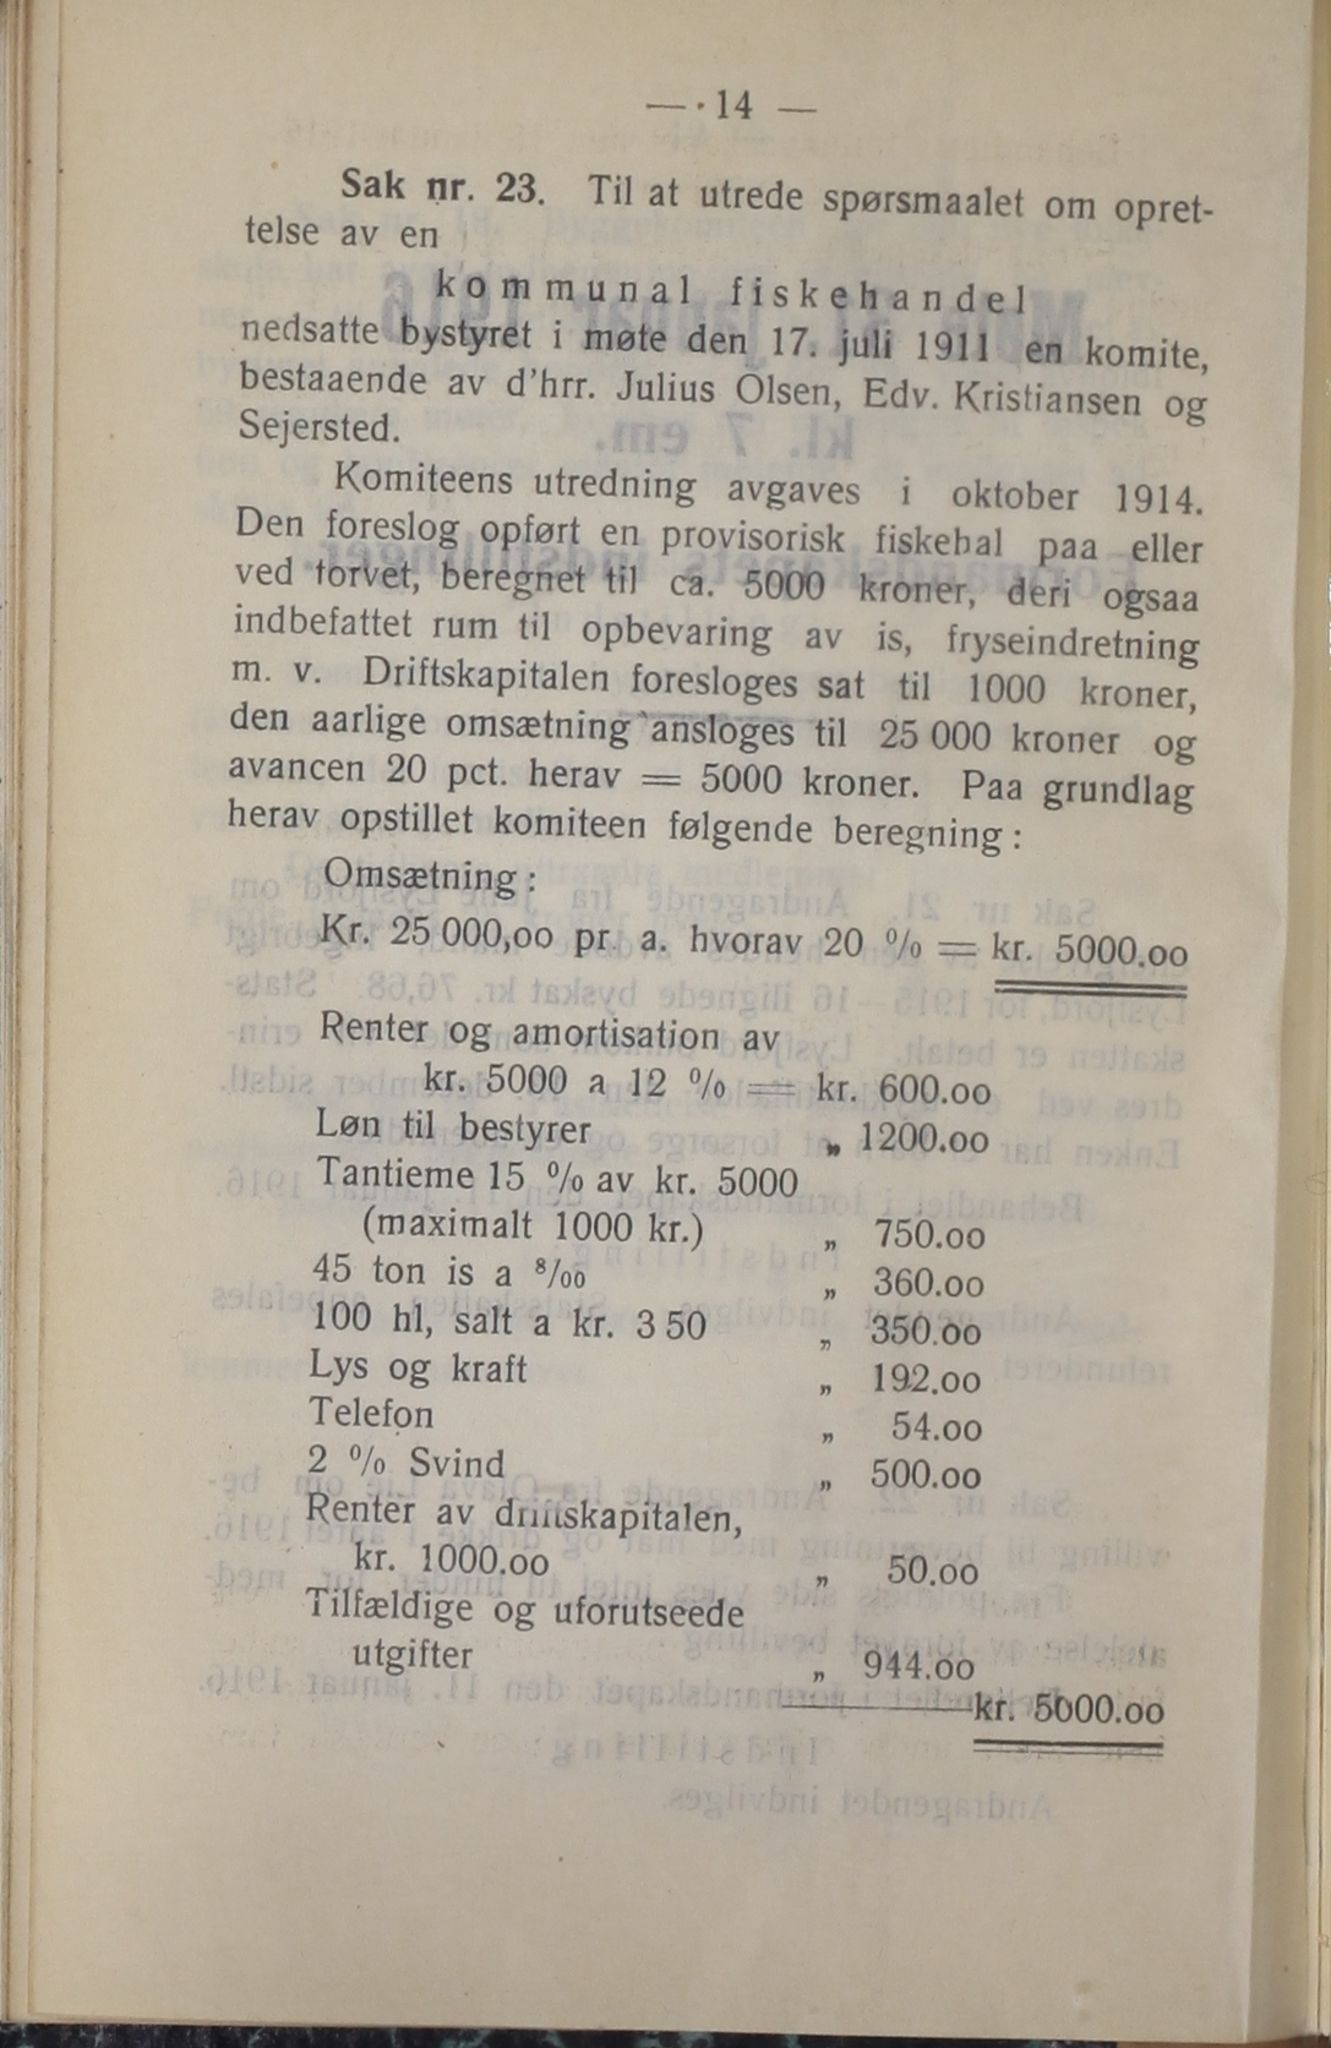 — 14 —
Sak nr. 23. Til at utrede spørsmaalet om opret-
telse av en
kommunal fiskehandel
nedsatte bystyret i møte den 17. juli 1911 en komite,
bestaaende av d'hrr. Julius Olsen, Edv. Kristiansen og
Sejersted.
Komiteens utredning avgaves i oktober 1914.
Den foreslog opført en provisorisk fiskehal paa eller
ved torvet, beregnet til ca. 5000 kroner, deri ogsaa
indbefattet rum til opbevaring av is, fryseindretning
m. v. Driftskapitalen foresloges sat til 1000 kroner,
den aarlige omsætning ansloges til 25 000 kroner og
avancen 20 pct. herav = 5000 kroner. Paa grundlag
herav opstillet komiteen følgende beregning:
Omsætning:
Kr. 25 000,oo pr. a. hvorav 20 % = kr. 5000.oo
Renter og amortisation av
kr. 5000 a 12 % = kr. 600.oo
Løn til bestyrer „ 1200.oo
Tantieme 15 % av kr. 5000
(maximalt 1000 kr.) „ 750.oo
45 ton is a 8/00 „ 360.oo
100 hl, salt a kr. 3 50 „ 350.oo
Lys og kraft „ 192.oo
Telefon „ 54.oo
2 % Svind „ 500.oo
Renter av driftskapitalen,
kr. 1000.oo „ 50.oo
Tilfældige og uforutseede
utgifter „ 944.oo
kr. 5000.oo